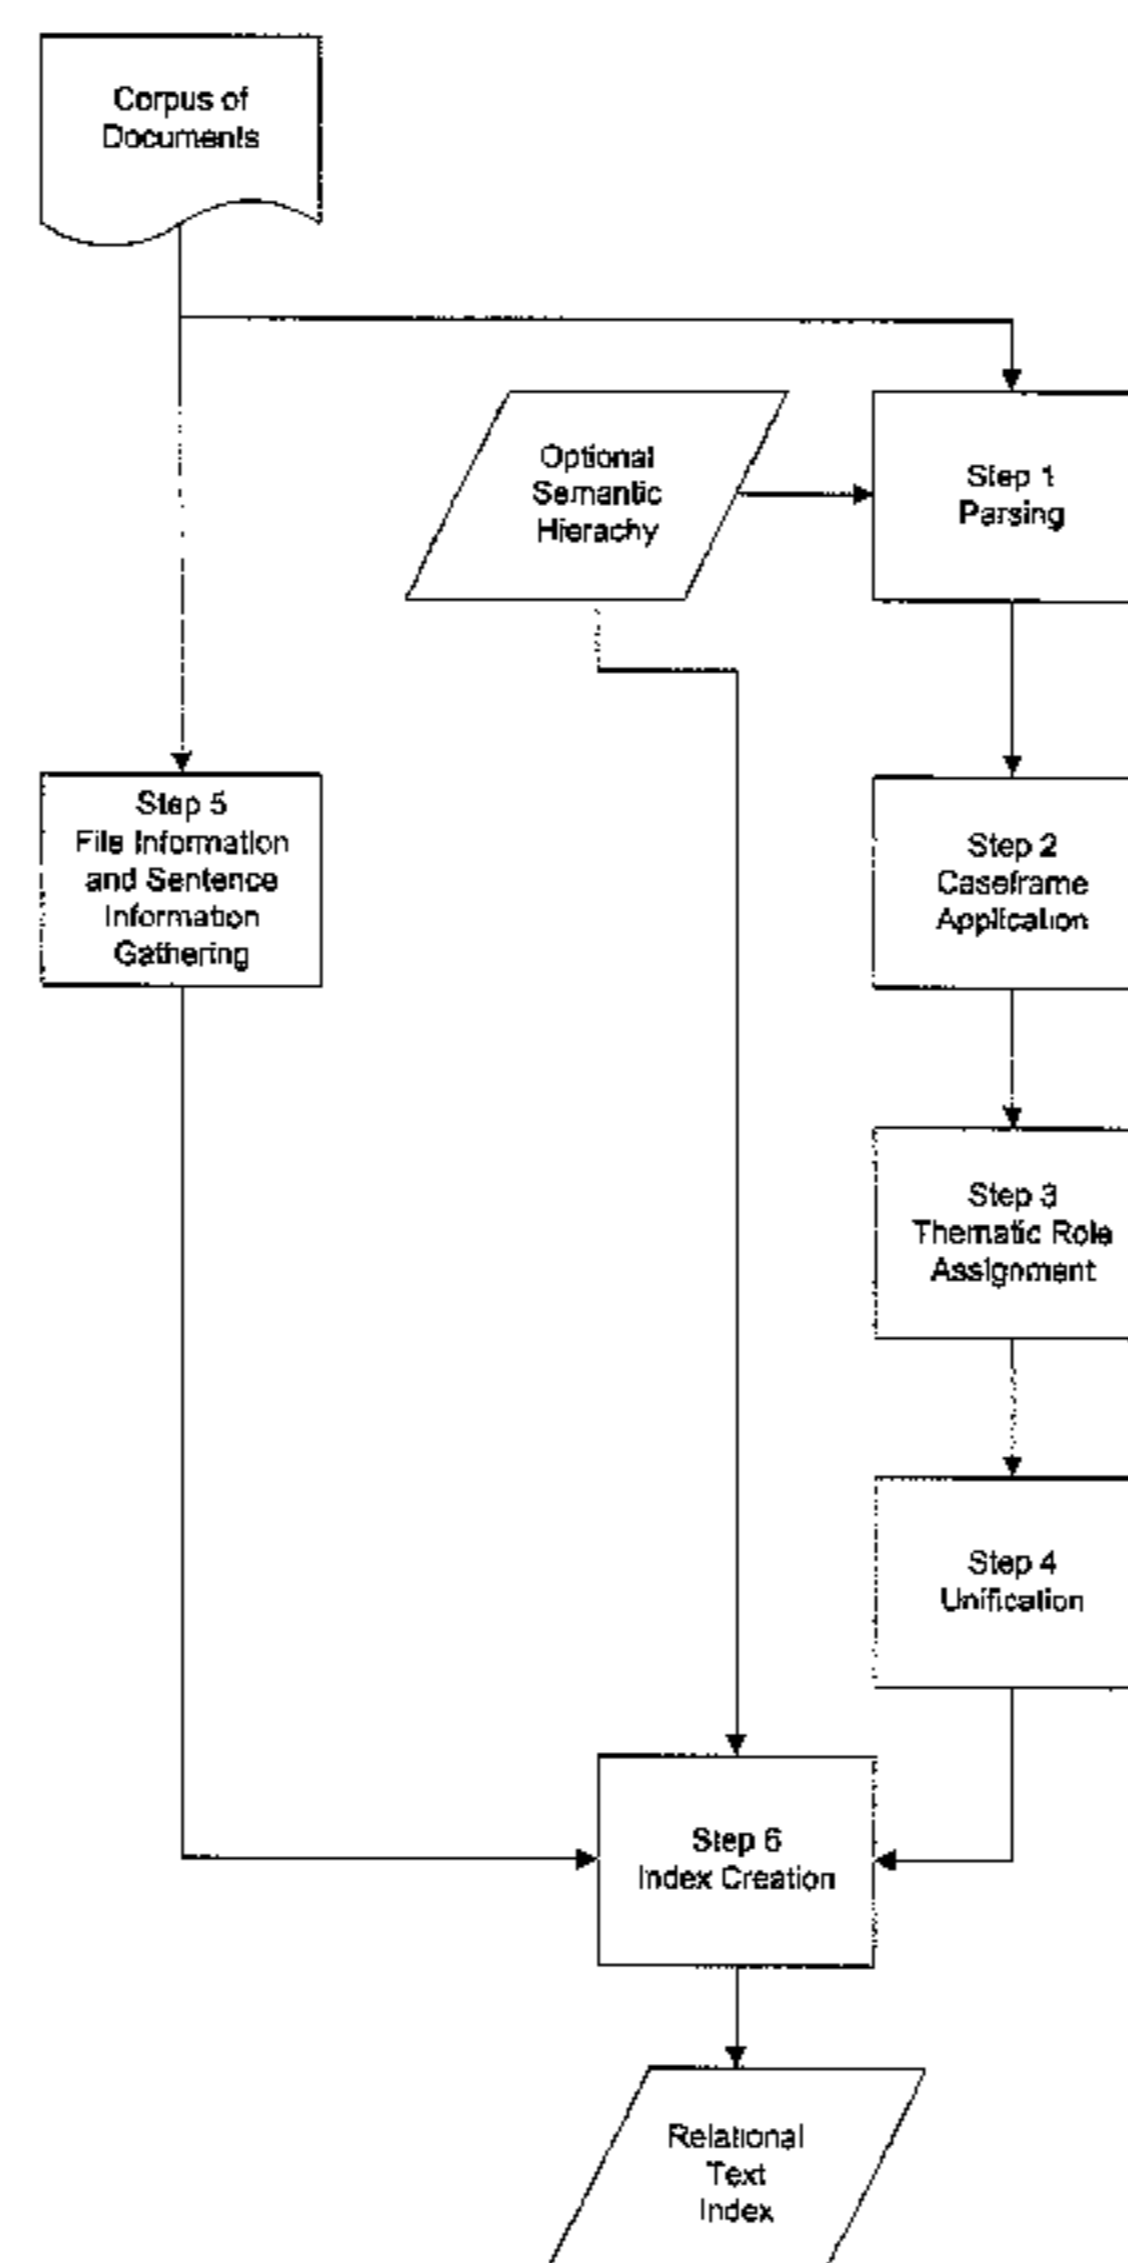 Corpus of
Documents
Optional
Semantic
Hierachy
Step 1
Parsing
Step 5
File Information
and Sentence
Information
Gathering
Step 2
Caseframe
Application
Step 3
Thematic Role
Assignment
Step 4
Unification
Step 6
Index Creation
Relational
Text
Index